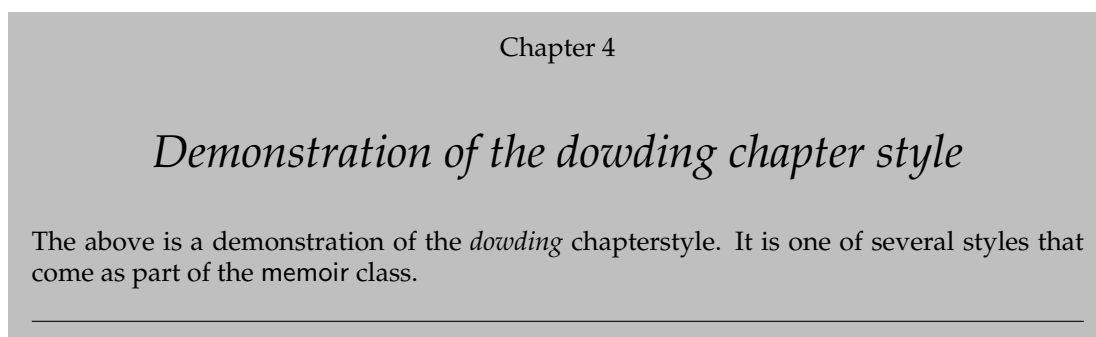 Chapter 4
Demonstration of the dowding chapter style
The above is a demonstration of the dowding chapterstyle. It is one of several styles that
come as part of the memoir class.